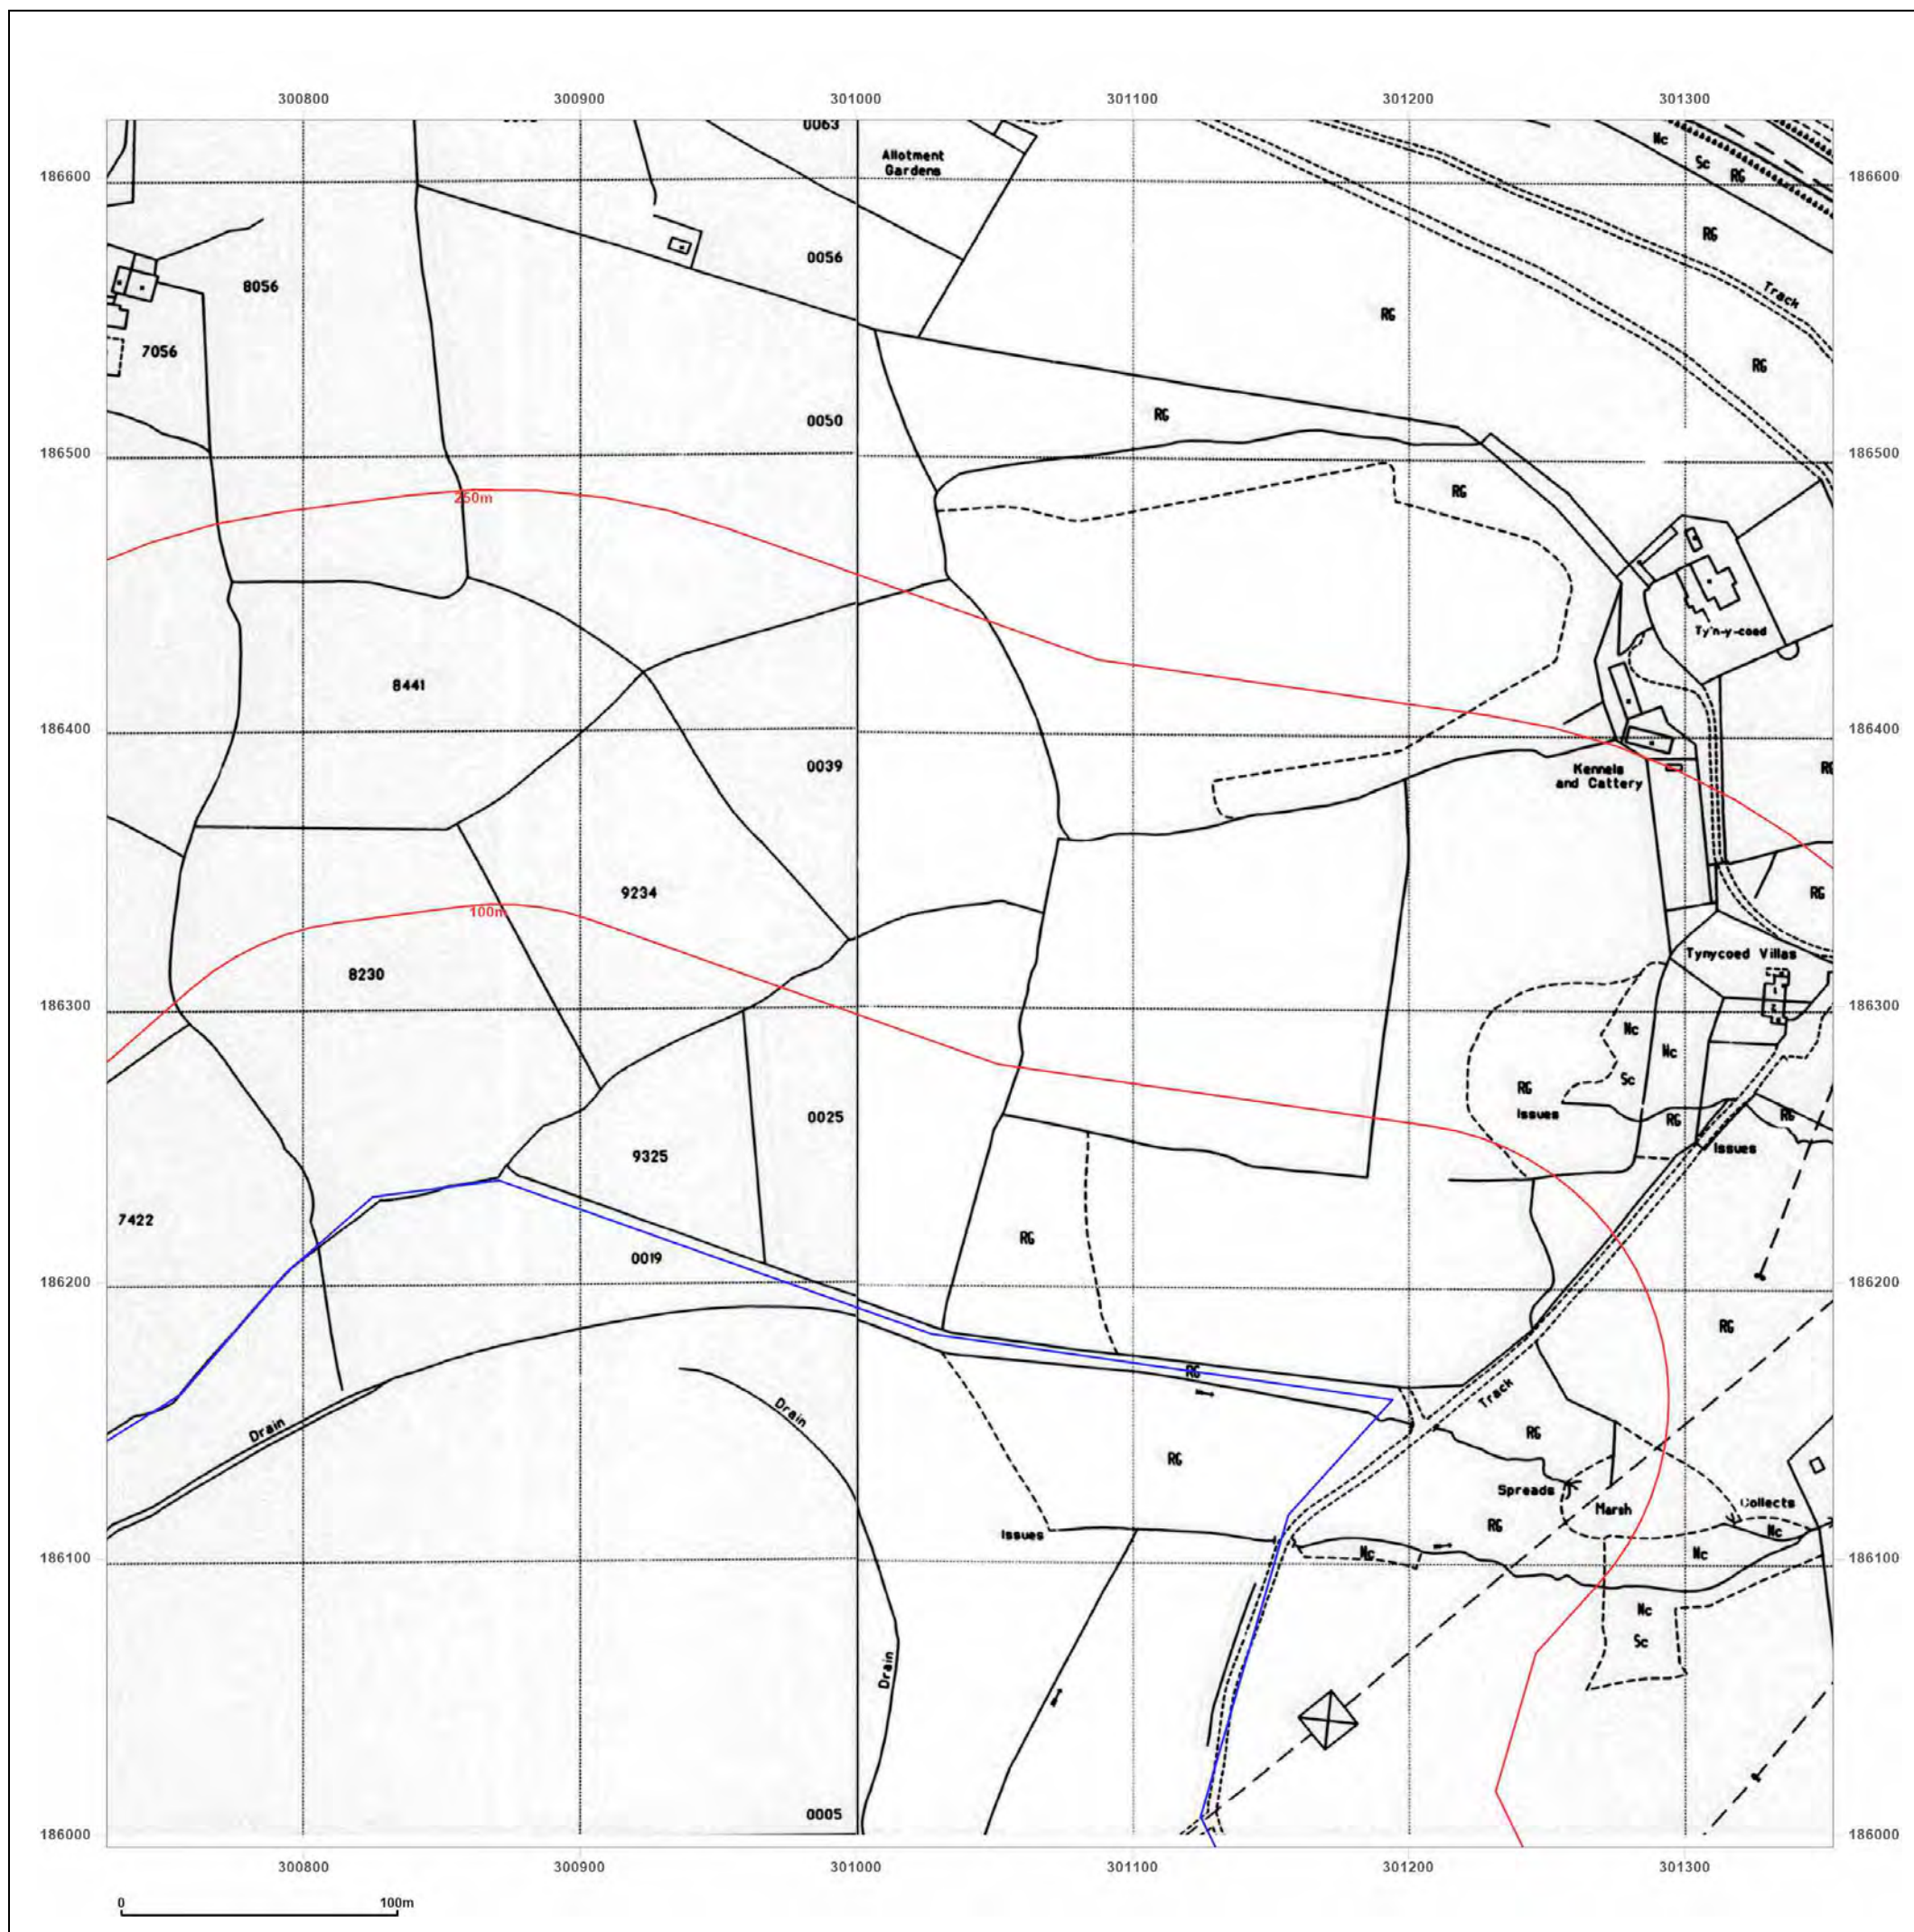 300800 300900 301000 301100 301200 301300
0063
Allotment
Gardens
Nc
Sc
RG
186600 186600
RG
0056
8056
Track
RG
7056
RG
RG
0050
186500 186500
RG
250m
Ty'n-y-coed
8441
186400 186400
0039
Kennels
and Cattery
RG
9234
RG
100m
Tynycoed Villas
8230
186300 186300
Nc
Nc
Sc
RG
Issues
RG
RG
0025
Issues
9325
7422
RG
0019
186200 186200
RG
RG
Track
Drain
Drain
RG
RG
Spreads
Collects
Marsh
RG
Nc
Issues
186100 186100
Nc
Nc
Nc
Sc
Drain
0005
186000 186000
300800 300900 301000 301100 301200 301300
0 100m